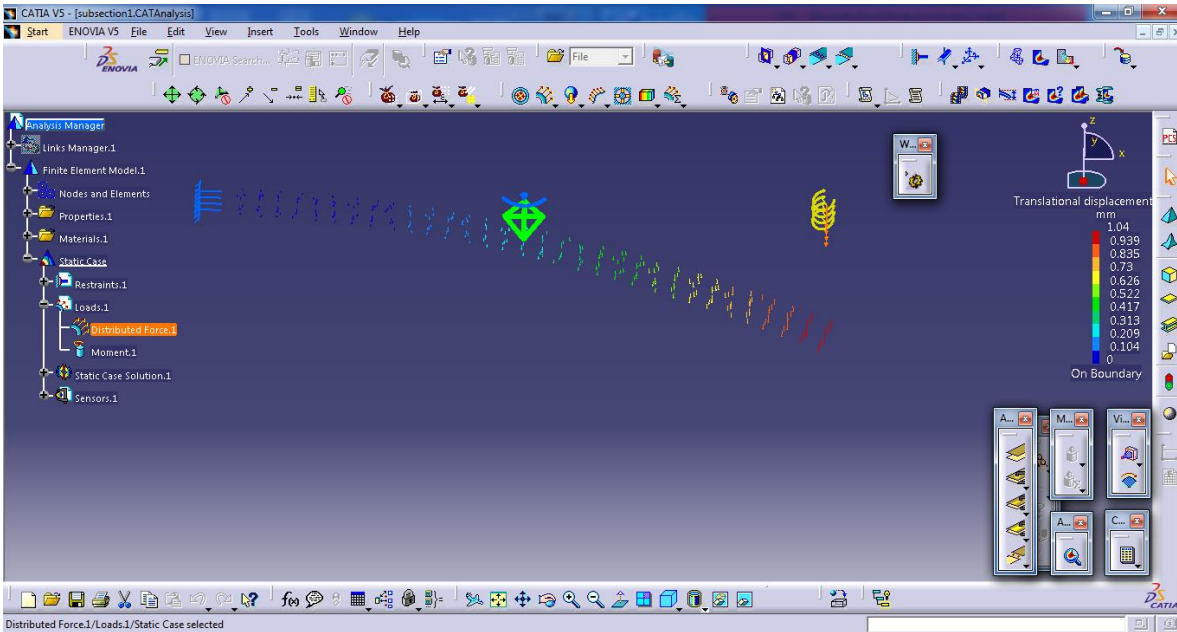 CATIA V5 - [subsection1.CATAnalysis]
Start ENOVIA V5 File Edit View Insert Tools Window Help
ENOVIA
ENOVIA Search...
File
Analysis Manager
Links Manager.1
Finite Element Model.1
Nodes and Elements
Properties.1
Materials.1
Static Case
Restraints.1
Loads.1
Distributed Force.1
Moment.1
Static Case Solution.1
Sensors.1
W...
z
y
x
PCS
Translational displacement
mm
1.04
0.939
0.835
0.73
0.626
0.522
0.417
0.313
0.209
0.104
0
On Boundary
A... M... Vi...
A... C...
f(x)
CATIA
Distributed Force.1/Loads.1/Static Case selected